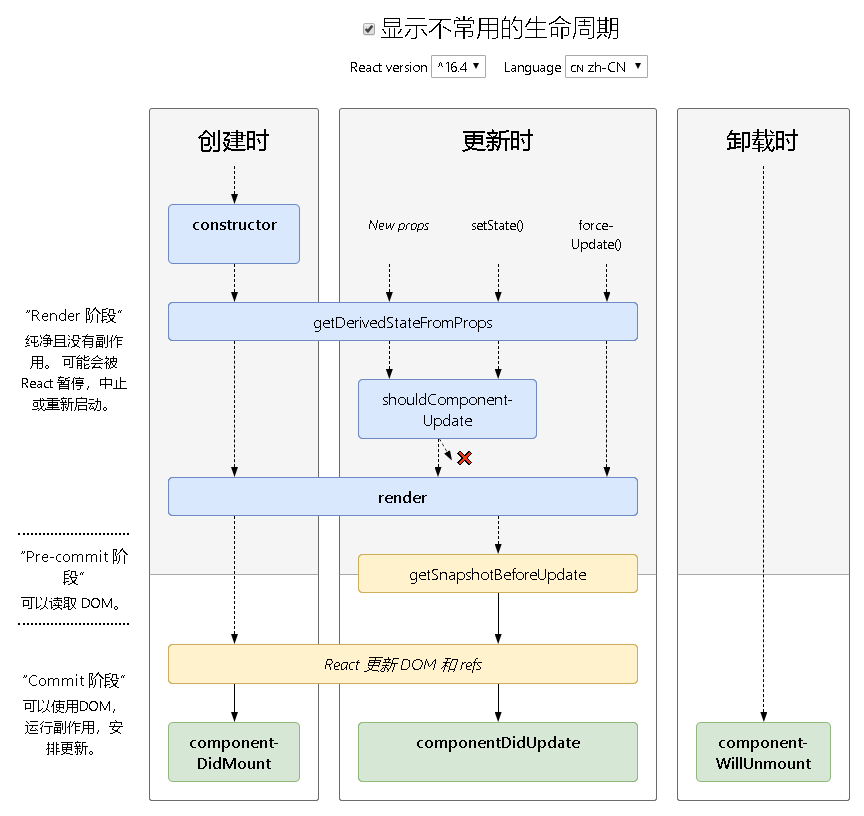 显示不常用的生命周期
React version ^16.4 Language CN zh-CN
创建时
更新时
卸载时
constructor
New props
setState()
force-
Update()
"Render 阶段"
纯净且没有副作
用。 可能会被
React 暂停，中止
或重新启动。
getDerivedStateFromProps
shouldComponent-
Update
render
"Pre-commit 阶
段"
可以读取 DOM。
getSnapshotBeforeUpdate
React 更新 DOM 和 refs
"Commit 阶段"
可以使用DOM，
运行副作用，安
排更新。
component-
DidMount
componentDidUpdate
component-
WillUnmount